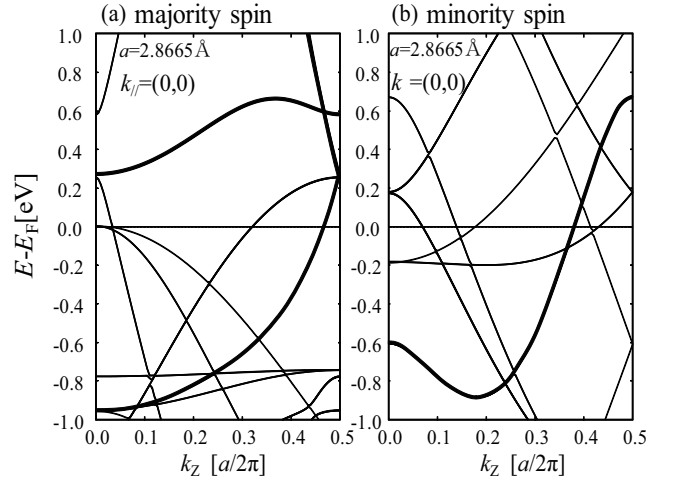 (a) majority spin
(b) minority spin
a=2.8665Å
k//=(0,0)
a=2.8665Å
k =(0,0)
E-EF[eV]
1.0
0.6
0.4
0.2
0.0
-0.2
-0.4
-0.6
-0.8
-1.0
1.0
0.6
0.4
0.2
0.0
-0.2
-0.4
-0.6
-0.8
-1.0
0.0 0.1 0.2 0.3 0.4 0.5
0.0 0.1 0.2 0.3 0.4 0.5
kZ [a/2π]
kZ [a/2π]